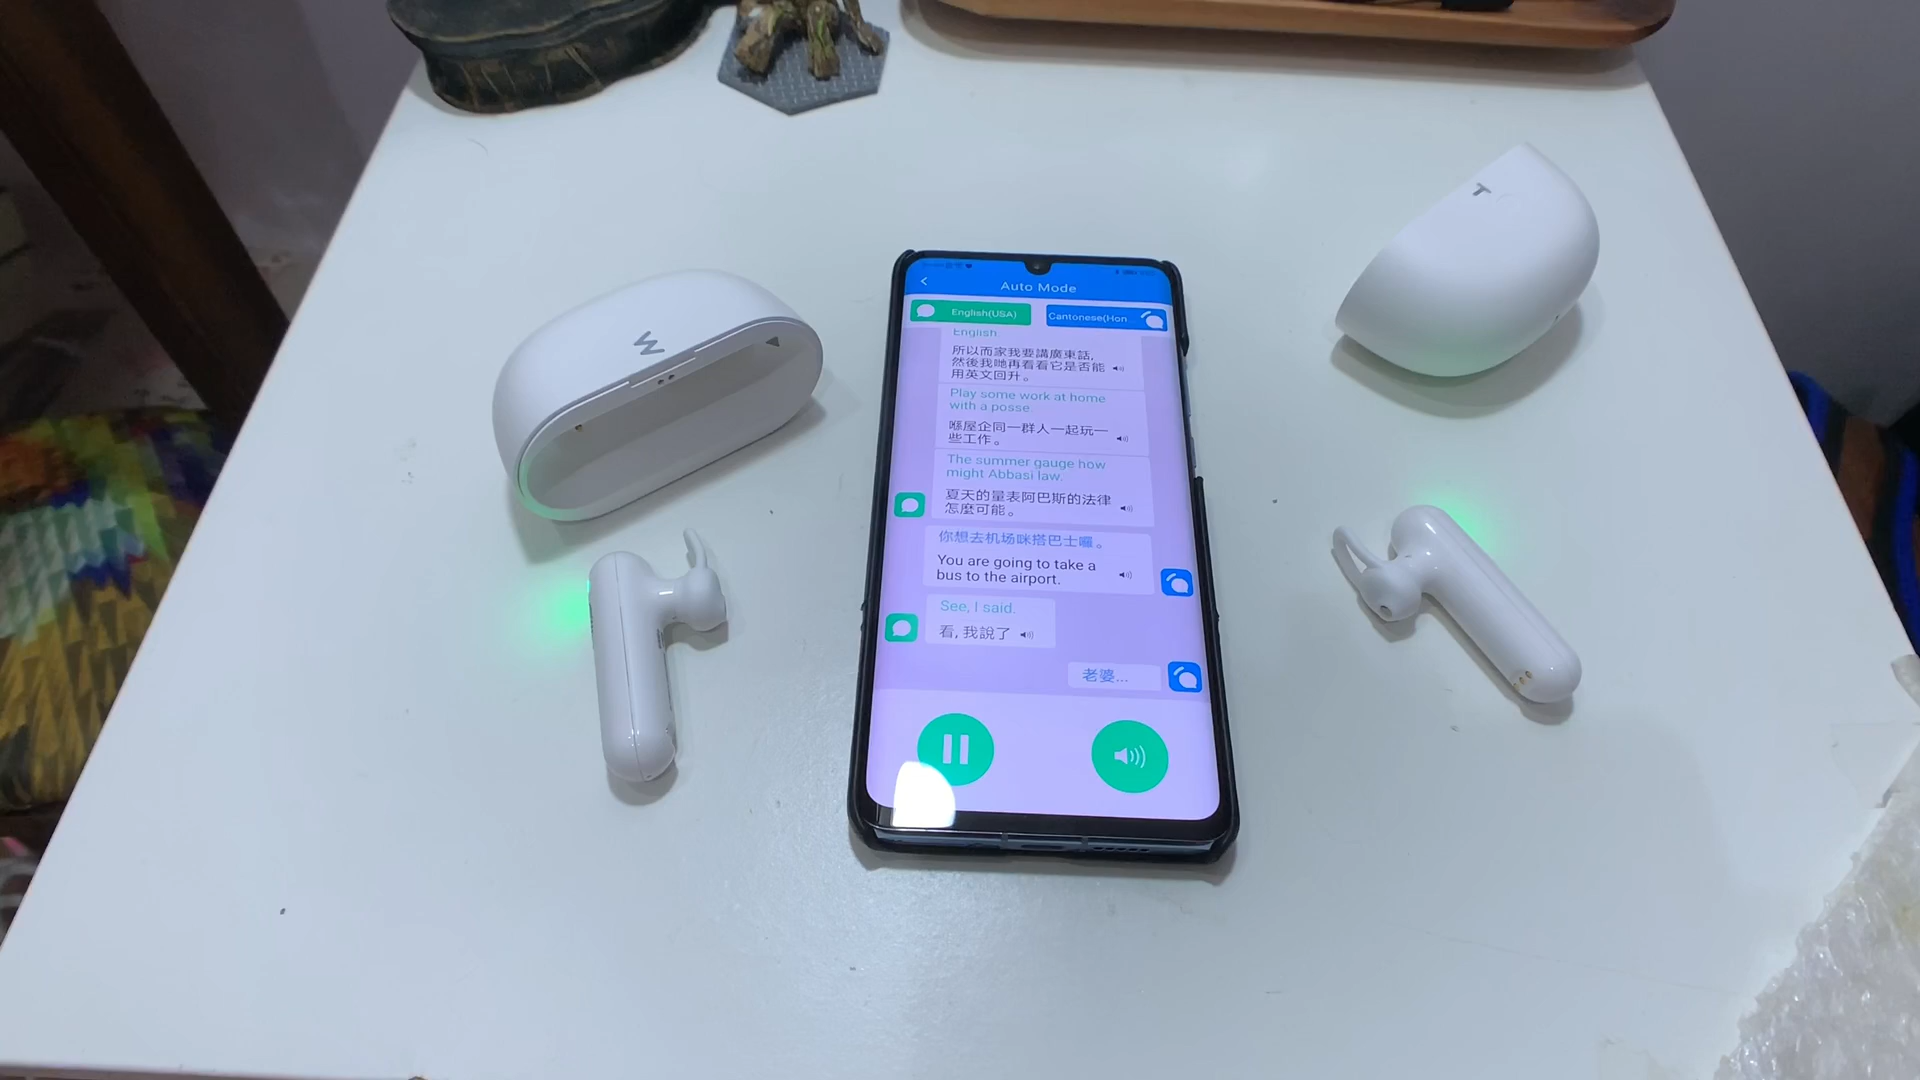 Auto Mode
English(USA)
Cantonese(Hon...
English.
所以而家我要講廣東話,
然後我哋再看看它是否能
用英文回升。
Play some work at home
with a posse.
喺屋企同一群人一起玩一
些工作。
The summer gauge how
might Abbasi law.
夏天的量表阿巴斯的法律
怎麼可能。
你想去机场咪搭巴士囉。
You are going to take a
bus to the airport.
See, I said.
看, 我說了
老婆...